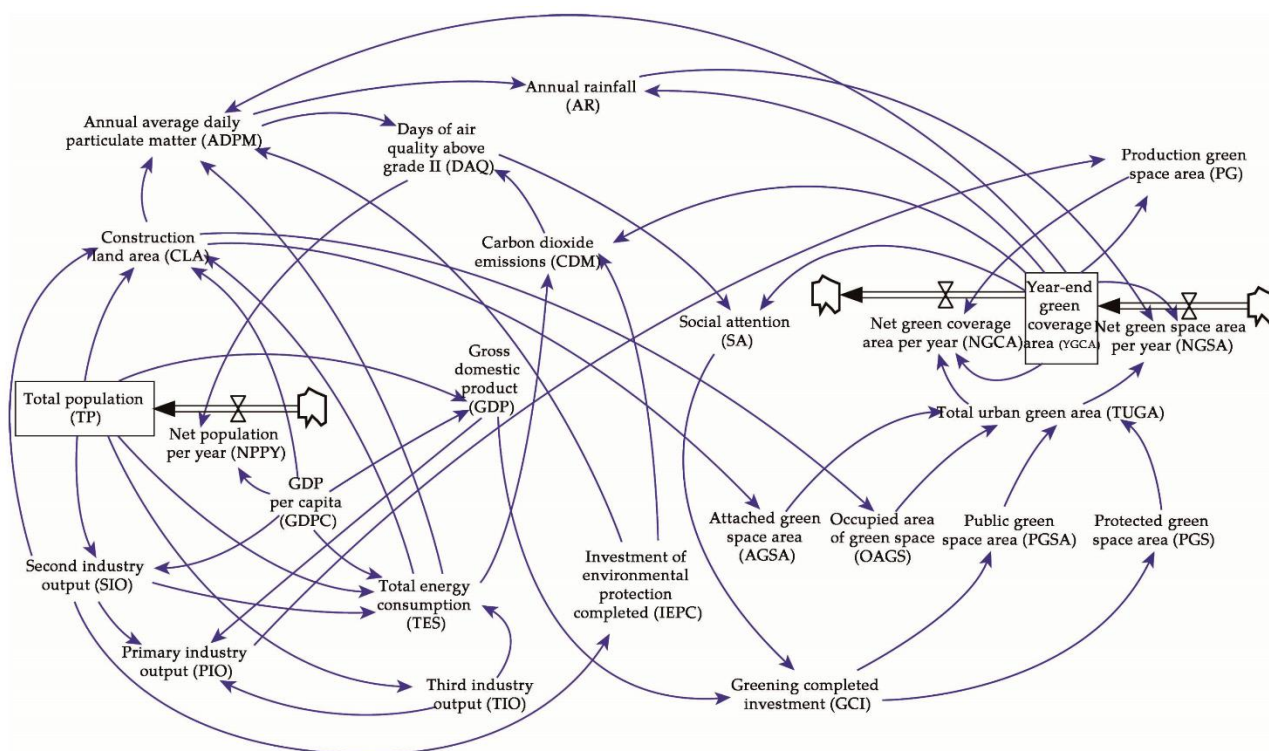 Annual rainfall
(AR)
Annual average daily
particulate matter (ADPM)
Days of air
quality above
grade II (DAQ)
Production green
space area (PG)
Construction
land area (CLA)
Carbon dioxide
emissions (CDM)
Year-end
green
coverage
area (YGCA)
Social attention
(SA)
Net green coverage
area per year (NGCA)
Net green space area
per year (NGSA)
Gross
domestic
product
(GDP)
Total population
(TP)
Net population
per year (NPPY)
Total urban green area (TUGA)
GDP
per capita
(GDPC)
Attached green
space area
(AGSA)
Occupied area
of green space
(OAGS)
Public green
space area (PGSA)
Protected green
space area (PGS)
Second industry
output (SIO)
Total energy
consumption
(TES)
Investment of
environmental
protection
completed (IEPC)
Primary industry
output (PIO)
Third industry
output (TIO)
Greening completed
investment (GCI)